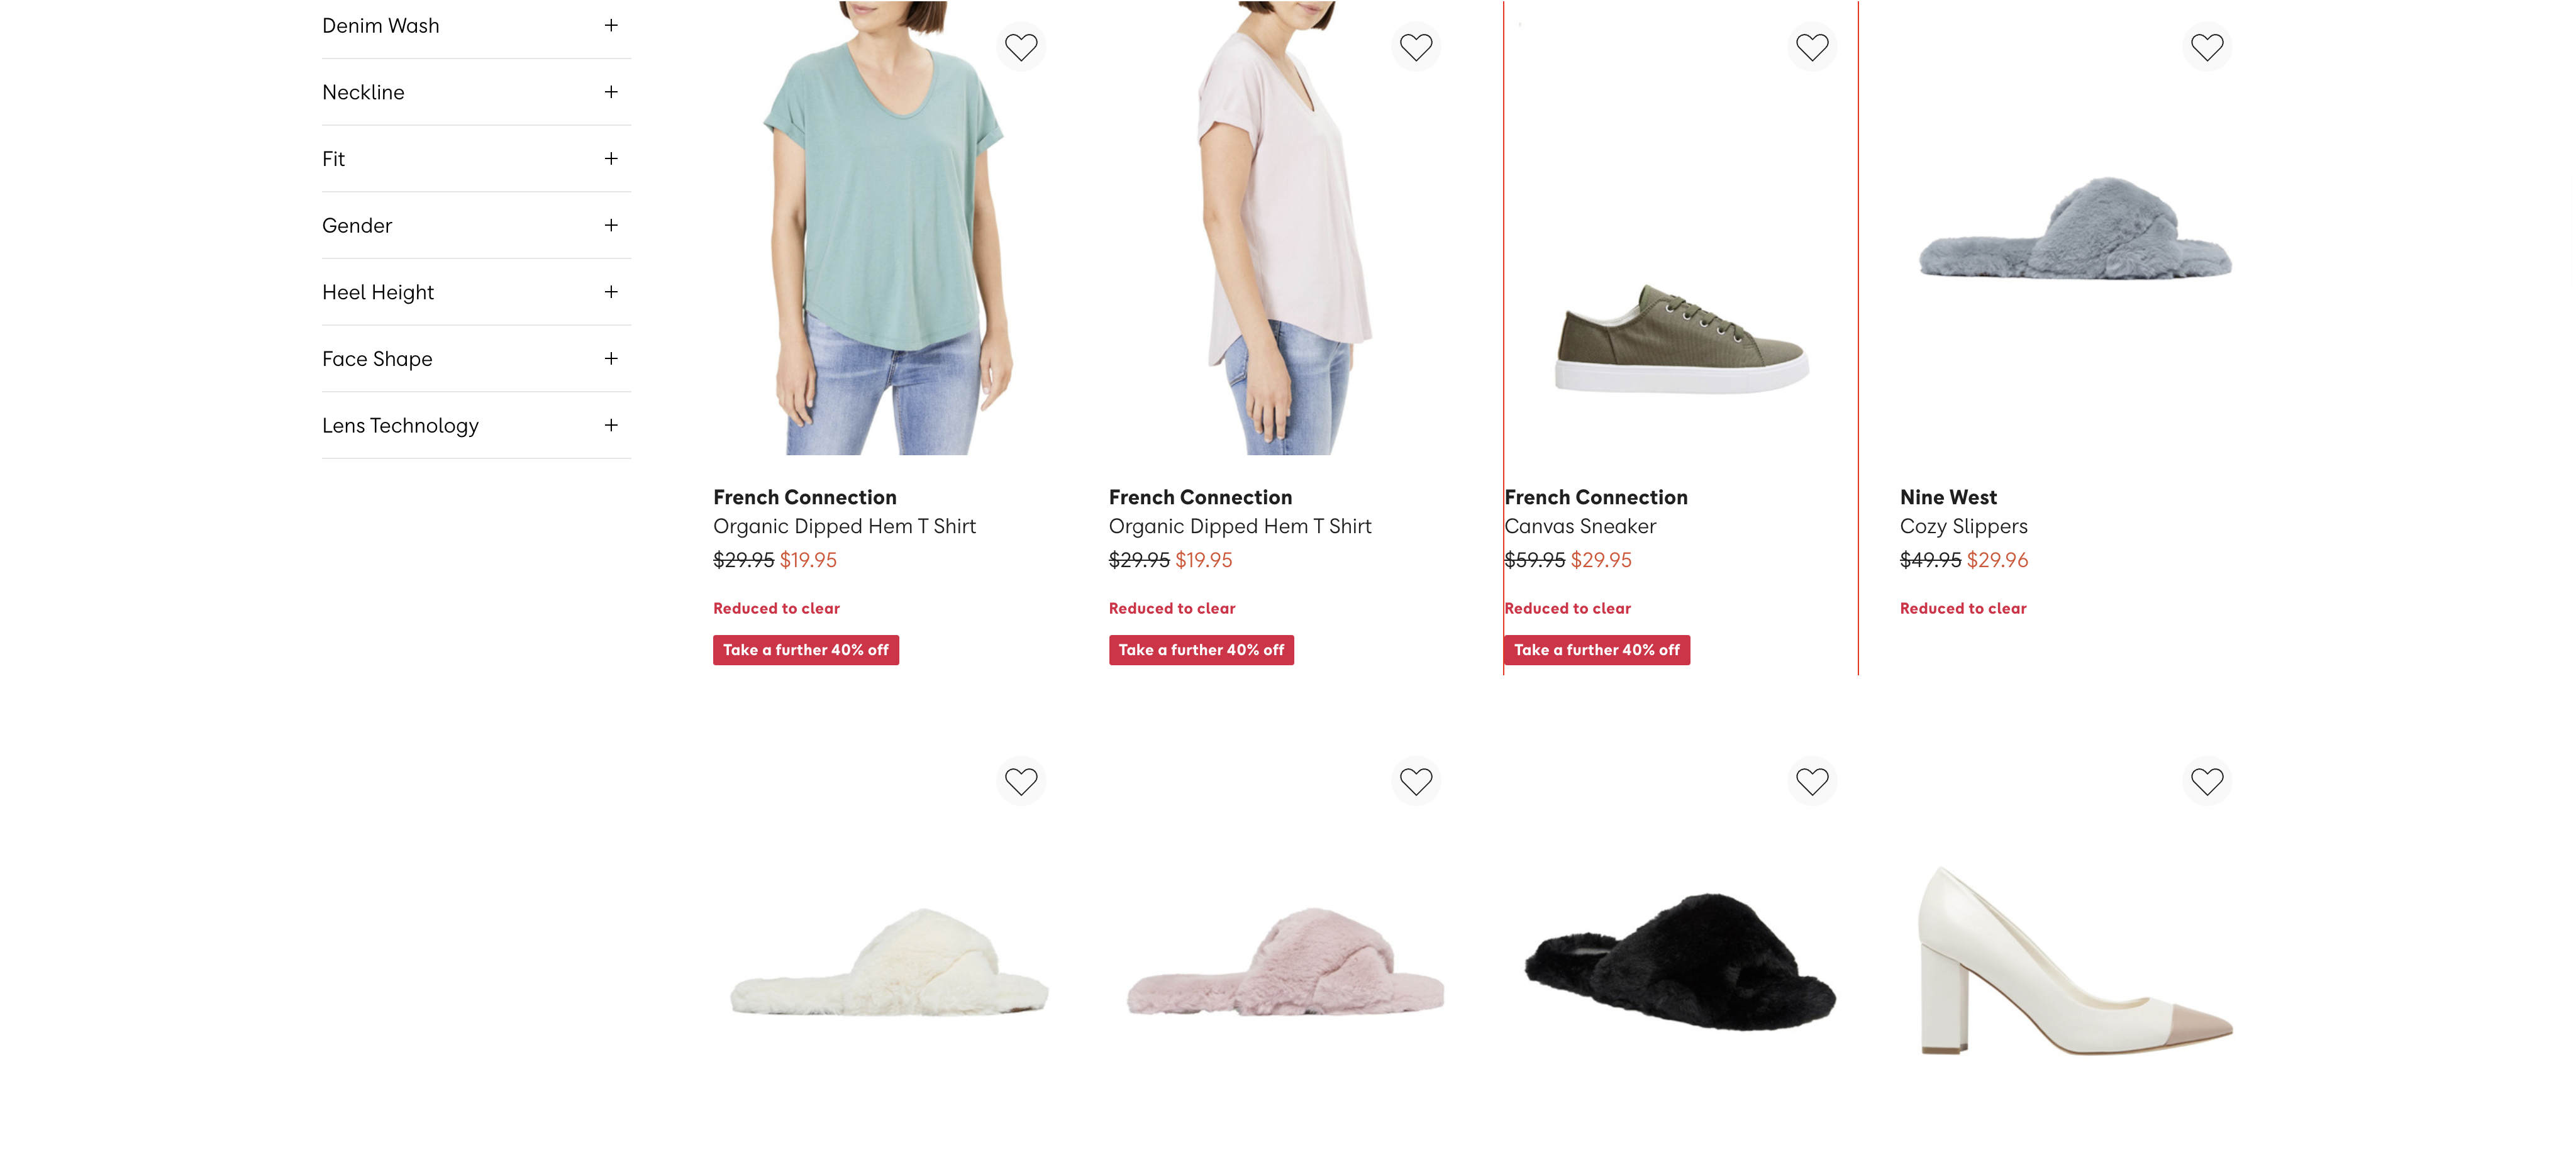 Denim Wash
Neckline
Fit
Gender
Heel Height
Face Shape
Lens Technology
French Connection
Organic Dipped Hem T Shirt
$29.95 $19.95
Reduced to clear
Take a further 40% off
French Connection
Organic Dipped Hem T Shirt
$29.95 $19.95
Reduced to clear
Take a further 40% off
French Connection
Canvas Sneaker
$59.95 $29.95
Reduced to clear
Take a further 40% off
Nine West
Cozy Slippers
$49.95 $29.96
Reduced to clear